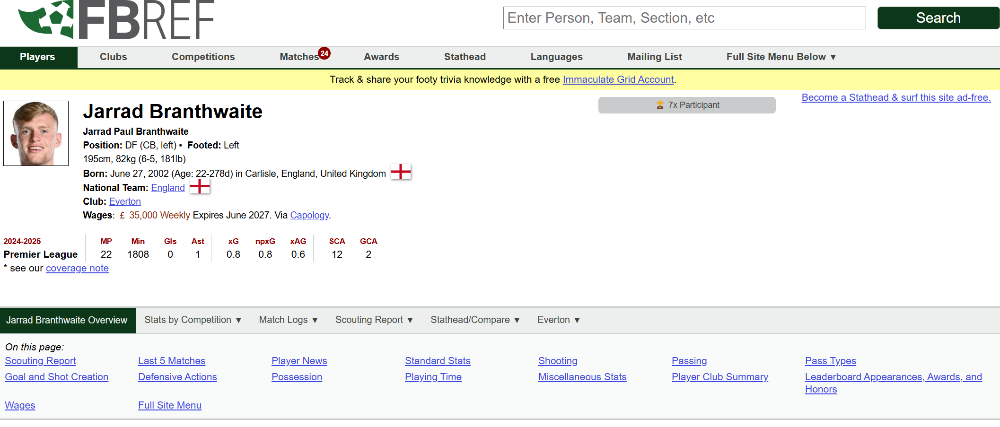 FBREF
Enter Person, Team, Section, etc
Search
Players
Clubs
Competitions
Matches 24
Awards
Stathead
Languages
Mailing List
Full Site Menu Below ▼
Track & share your footy trivia knowledge with a free Immaculate Grid Account.
Become a Stathead & surf this site ad-free.
7x Participant
Jarrad Branthwaite
Jarrad Paul Branthwaite
Position: DF (CB, left) ▪ Footed: Left
195cm, 82kg (6-5, 181lb)
Born: June 27, 2002 (Age: 22-278d) in Carlisle, England, United Kingdom
National Team: England
Club: Everton
Wages: £ 35,000 Weekly Expires June 2027. Via Capology.
2024-2025 MP Min Gls Ast xG npxG xAG SCA GCA
Premier League 22 1808 0 1 0.8 0.8 0.6 12 2
* see our coverage note
Jarrad Branthwaite Overview
Stats by Competition ▼
Match Logs ▼
Scouting Report ▼
Stathead/Compare ▼
Everton ▼
On this page:
Scouting Report
Last 5 Matches
Player News
Standard Stats
Shooting
Passing
Pass Types
Goal and Shot Creation
Defensive Actions
Possession
Playing Time
Miscellaneous Stats
Player Club Summary
Leaderboard Appearances, Awards, and
Honors
Wages
Full Site Menu